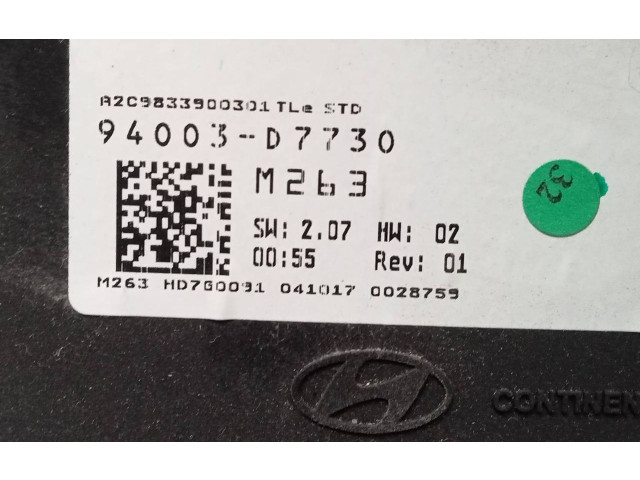 A2C9833900301 TLe STD
94003-D7730
M263
SW: 2.07 HW: 02
00:55 Rev: 01
M263 HD7G0091 041017 0028759
32
CONTINEN